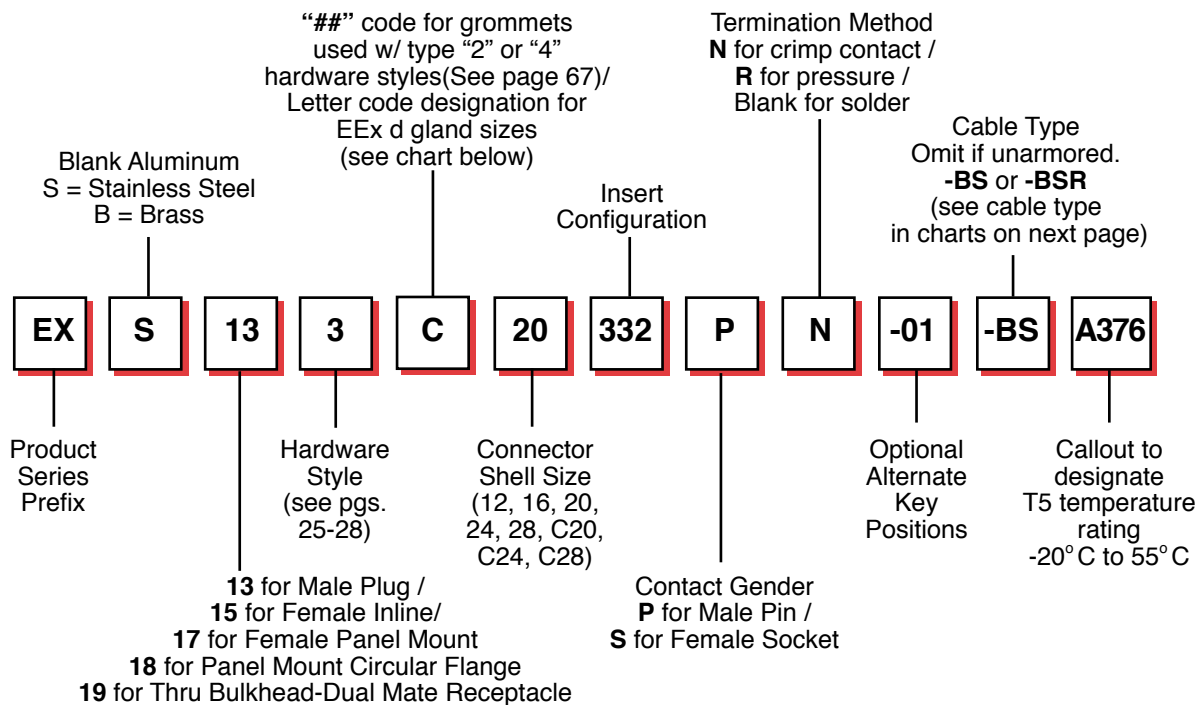 “##” code for grommets
used w/ type “2” or “4”
hardware styles(See page 67)/
Letter code designation for
EEx d gland sizes
(see chart below)
Termination Method
N for crimp contact /
R for pressure /
Blank for solder
Blank Aluminum
S = Stainless Steel
B = Brass
Insert
Configuration
Cable Type
Omit if unarmored.
-BS or -BSR
(see cable type
in charts on next page)
EX S 13 3 C 20 332 P N -01 -BS A376
Product
Series
Prefix
Hardware
Style
(see pgs.
25-28)
Connector
Shell Size
(12, 16, 20,
24, 28, C20,
C24, C28)
Optional
Alternate
Key
Positions
Callout to
designate
T5 temperature
rating
-20° C to 55° C
13 for Male Plug /
15 for Female Inline/
17 for Female Panel Mount
18 for Panel Mount Circular Flange
19 for Thru Bulkhead-Dual Mate Receptacle
Contact Gender
P for Male Pin /
S for Female Socket